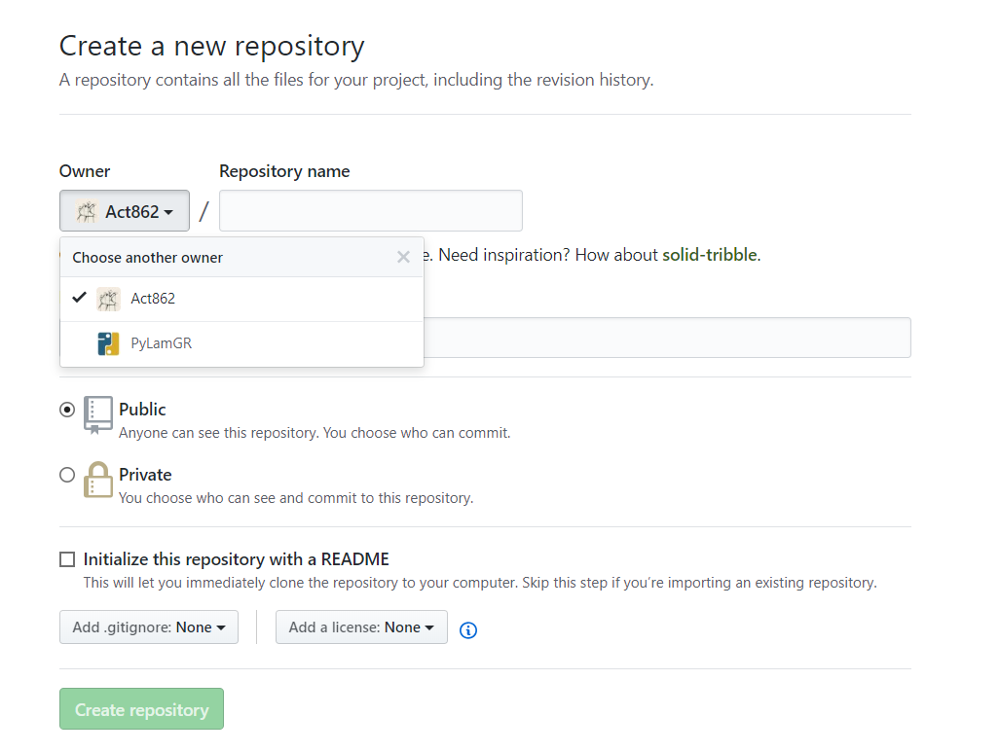 Create a new repository
A repository contains all the files for your project, including the revision history.
Owner
Repository name
Act862
/
Choose another owner
e. Need inspiration? How about solid-tribble.
Act862
PyLamGR
Public
Anyone can see this repository. You choose who can commit.
Private
You choose who can see and commit to this repository.
Initialize this repository with a README
This will let you immediately clone the repository to your computer. Skip this step if you’re importing an existing repository.
Add .gitignore: None
Add a license: None
Create repository